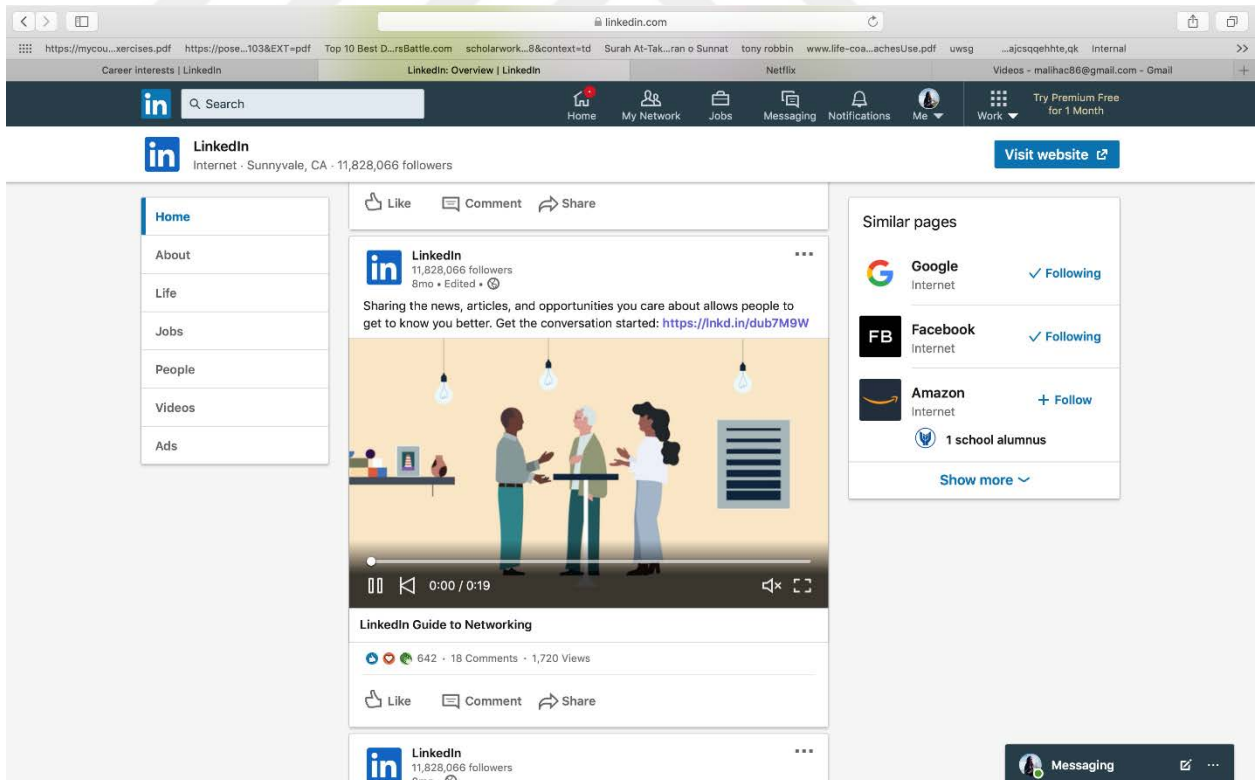 linkedin.com
https://mycou...xercises.pdf https://pose...103&EXT=pdf Top 10 Best D...rsBattle.com scholarwork...8&context=td Surah At-Tak...ran o Sunnat tony robbin www.life-coa...achesUse.pdf uwsg ...ajcsqqehhte,qk Internal >>
Career interests | LinkedIn LinkedIn: Overview | LinkedIn Netflix Videos - malihac86@gmail.com - Gmail +
in Search Home My Network Jobs Messaging Notifications Me Work Try Premium Free
for 1 Month
in LinkedIn
Internet · Sunnyvale, CA · 11,828,066 followers
Visit website
Home
About
Life
Jobs
People
Videos
Ads
Like Comment Share
in LinkedIn
11,828,066 followers
8mo • Edited •
Sharing the news, articles, and opportunities you care about allows people to
get to know you better. Get the conversation started: https://lnkd.in/dub7M9W
0:00 / 0:19
LinkedIn Guide to Networking
642 · 18 Comments · 1,720 Views
Like Comment Share
in LinkedIn
11,828,066 followers
Similar pages
G Google
Internet
Following
FB Facebook
Internet
Following
Amazon
Internet
+ Follow
1 school alumnus
Show more
Messaging